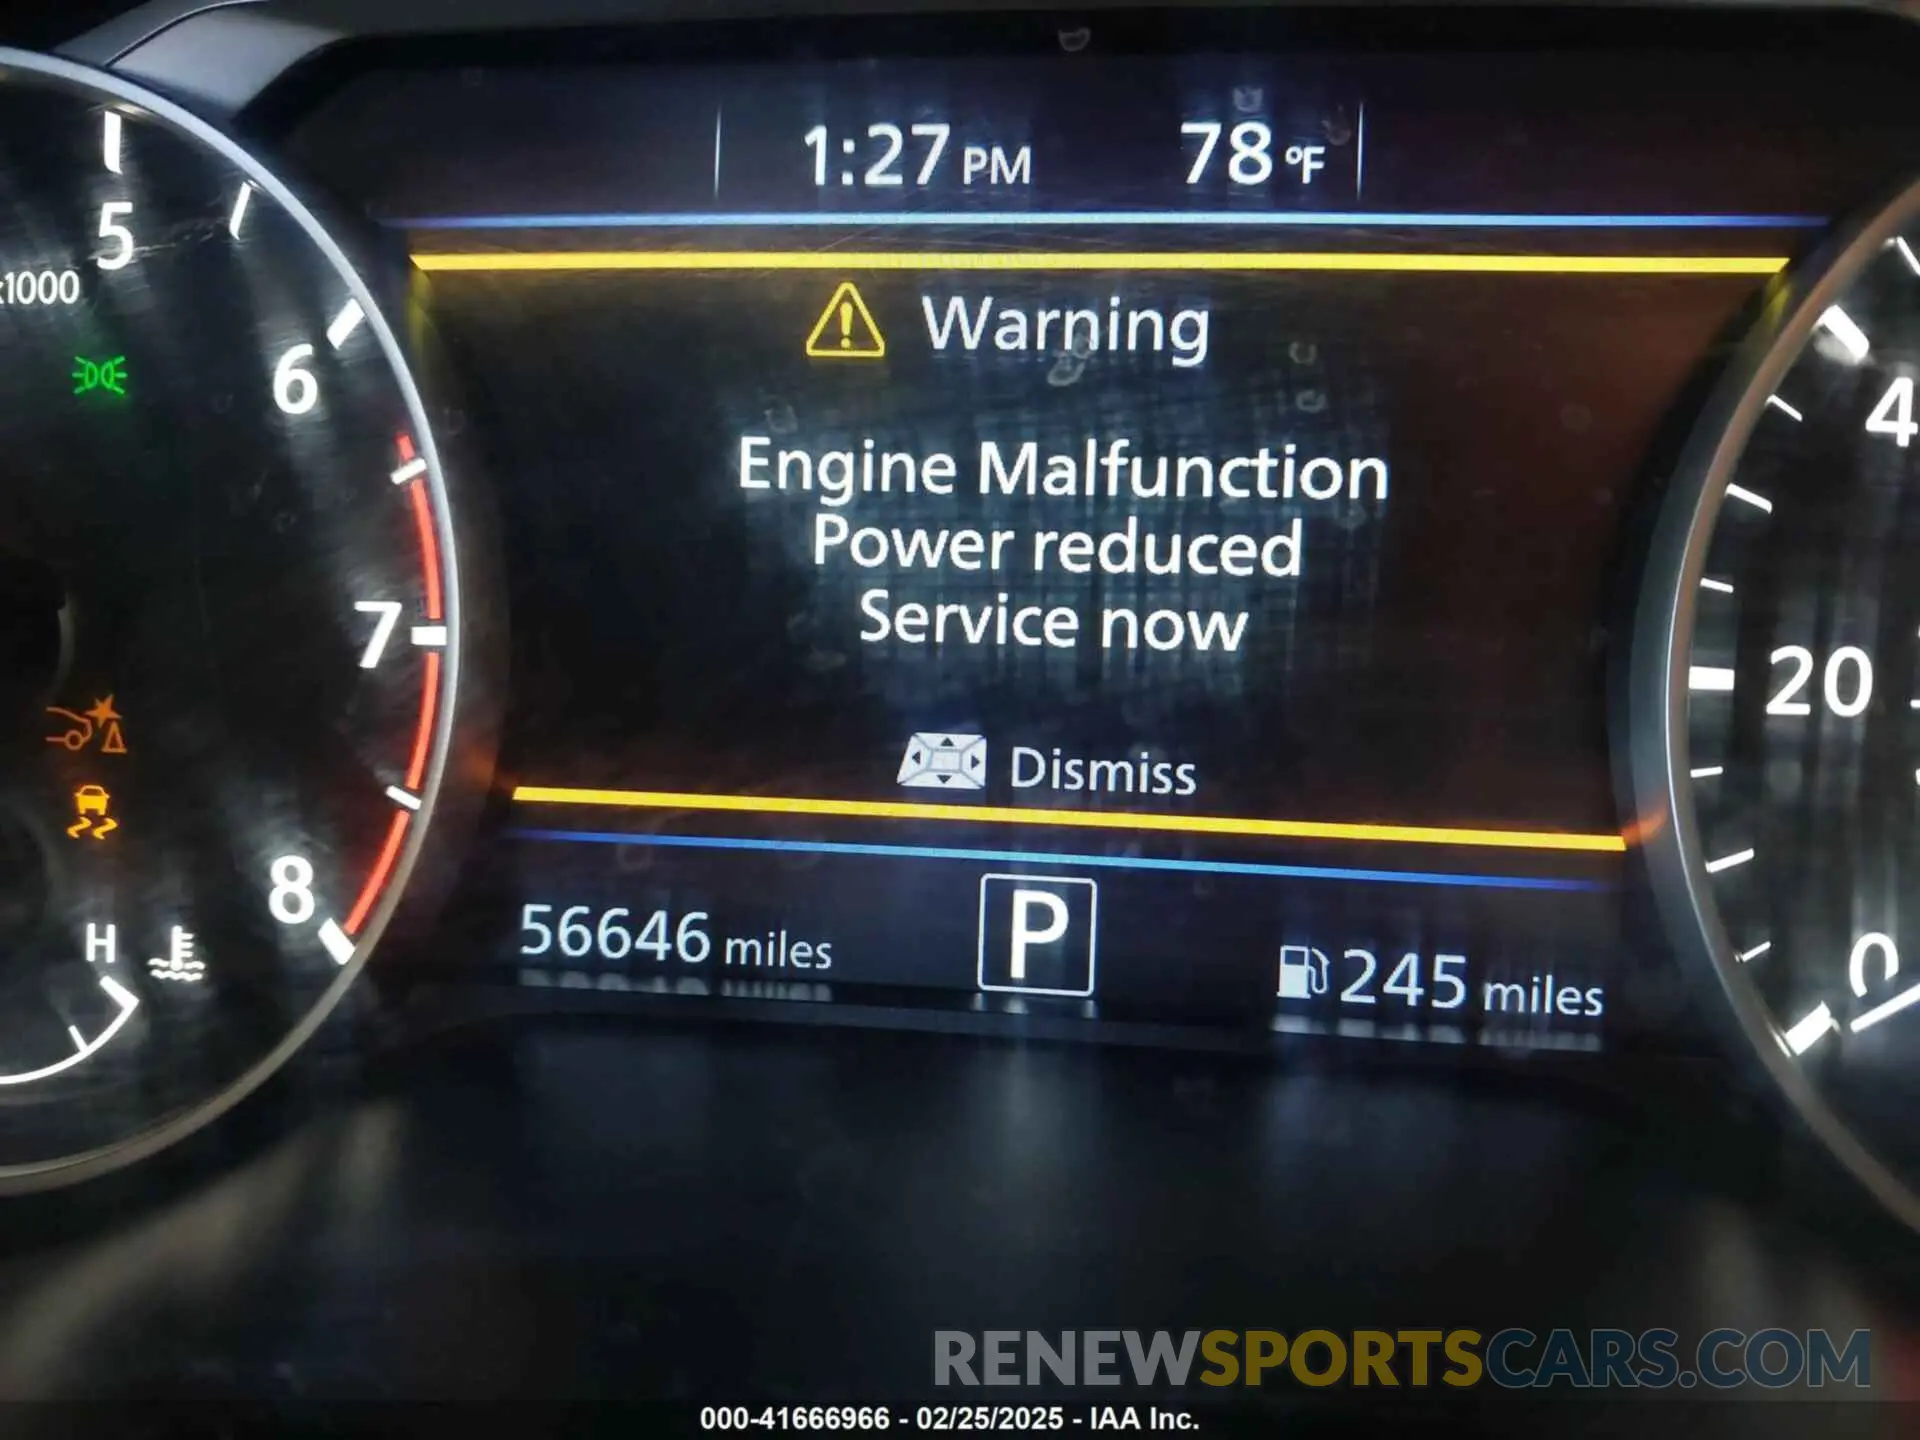 1:27 PM 78 °F
5
x1000
6
7
8
H
Warning
Engine Malfunction
Power reduced
Service now
Dismiss
56646 miles
P
245 miles
4
20
0
RENEWSPORTSCARS.COM
000-41666966 - 02/25/2025 - IAA Inc.